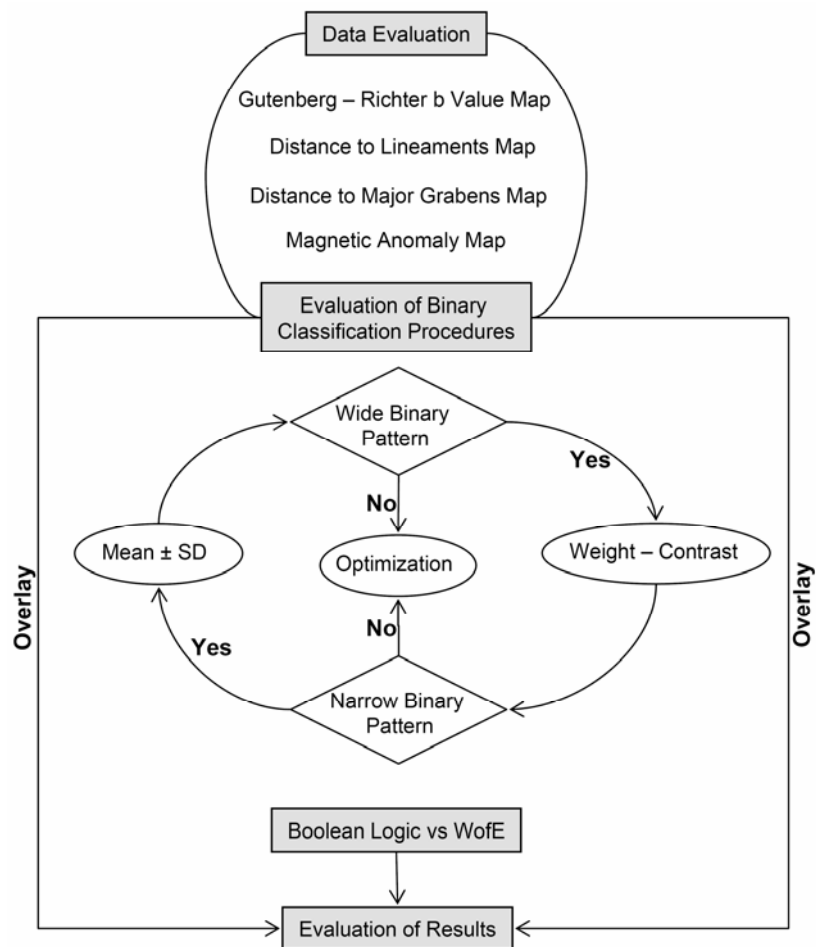 Data Evaluation
Gutenberg – Richter b Value Map
Distance to Lineaments Map
Distance to Major Grabens Map
Magnetic Anomaly Map
Evaluation of Binary
Classification Procedures
Wide Binary
Pattern
Yes
No
Mean ± SD
Optimization
Weight – Contrast
Overlay
Overlay
No
Yes
Narrow Binary
Pattern
Boolean Logic vs WofE
Evaluation of Results